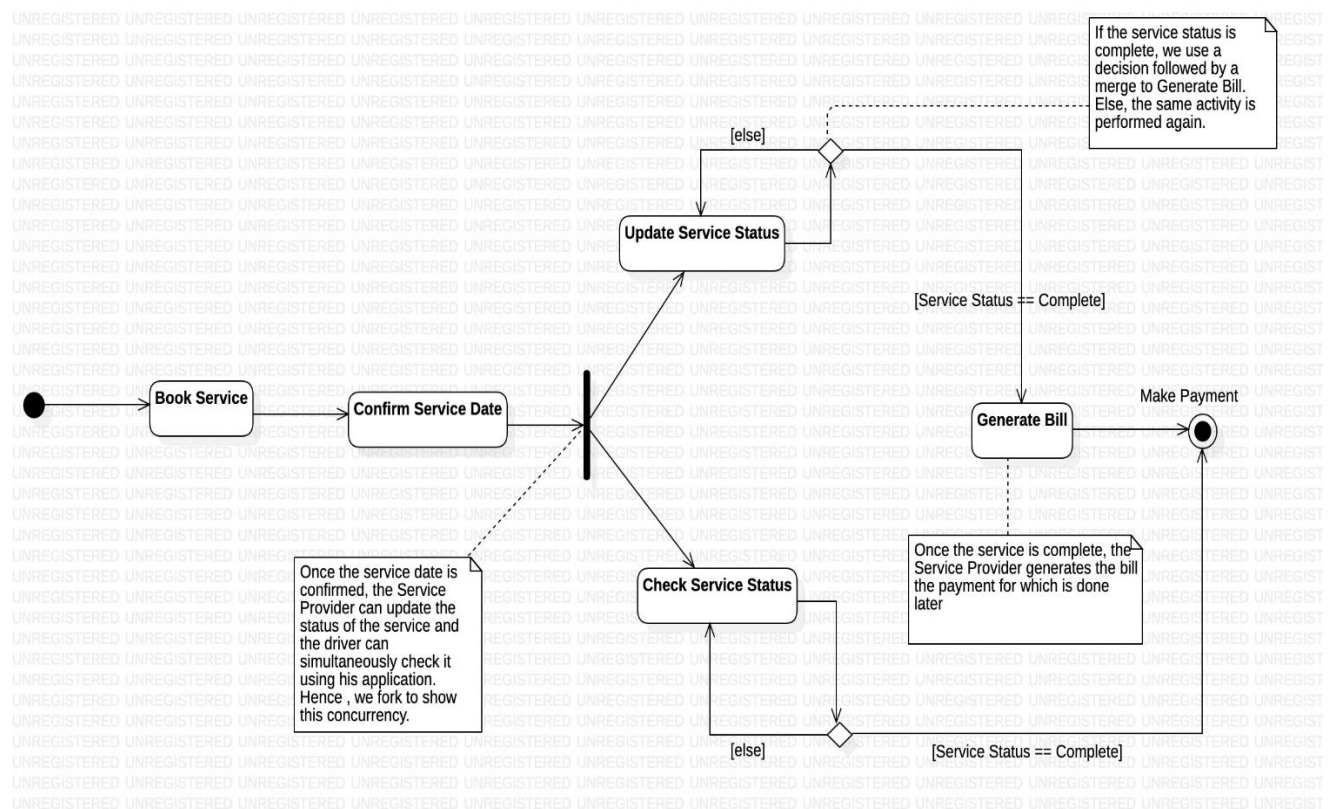 If the service status is
complete, we use a
decision followed by a
merge to Generate Bill.
Else, the same activity is
performed again.
[else]
Update Service Status
[Service Status == Complete]
Book Service
Confirm Service Date
Make Payment
Generate Bill
Once the service date is
confirmed, the Service
Provider can update the
status of the service and
the driver can
simultaneously check it
using his application.
Hence , we fork to show
this concurrency.
Check Service Status
Once the service is complete, the
Service Provider generates the bill
the payment for which is done
later
[else]
[Service Status == Complete]
UNREGISTERED